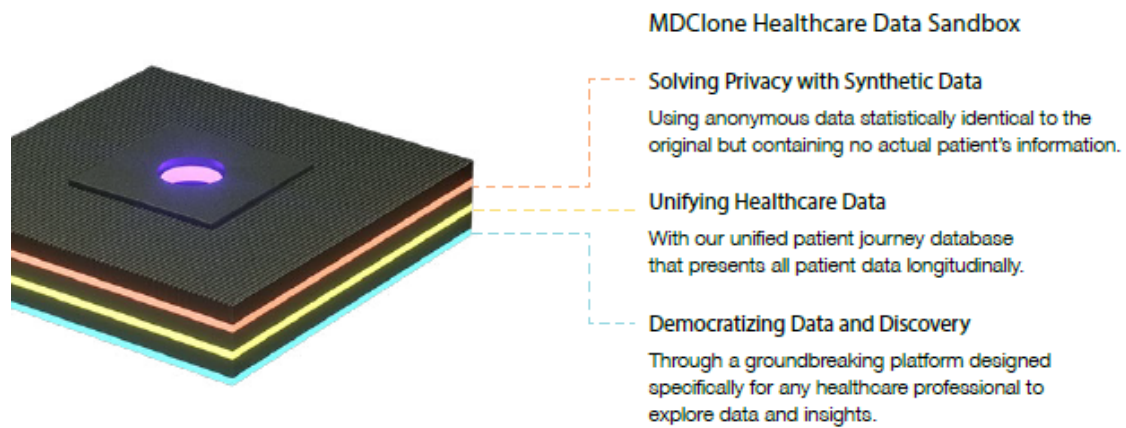 MDClone Healthcare Data Sandbox
Solving Privacy with Synthetic Data
Using anonymous data statistically identical to the
original but containing no actual patient's information.
Unifying Healthcare Data
With our unified patient journey database
that presents all patient data longitudinally.
Democratizing Data and Discovery
Through a groundbreaking platform designed
specifically for any healthcare professional to
explore data and insights.